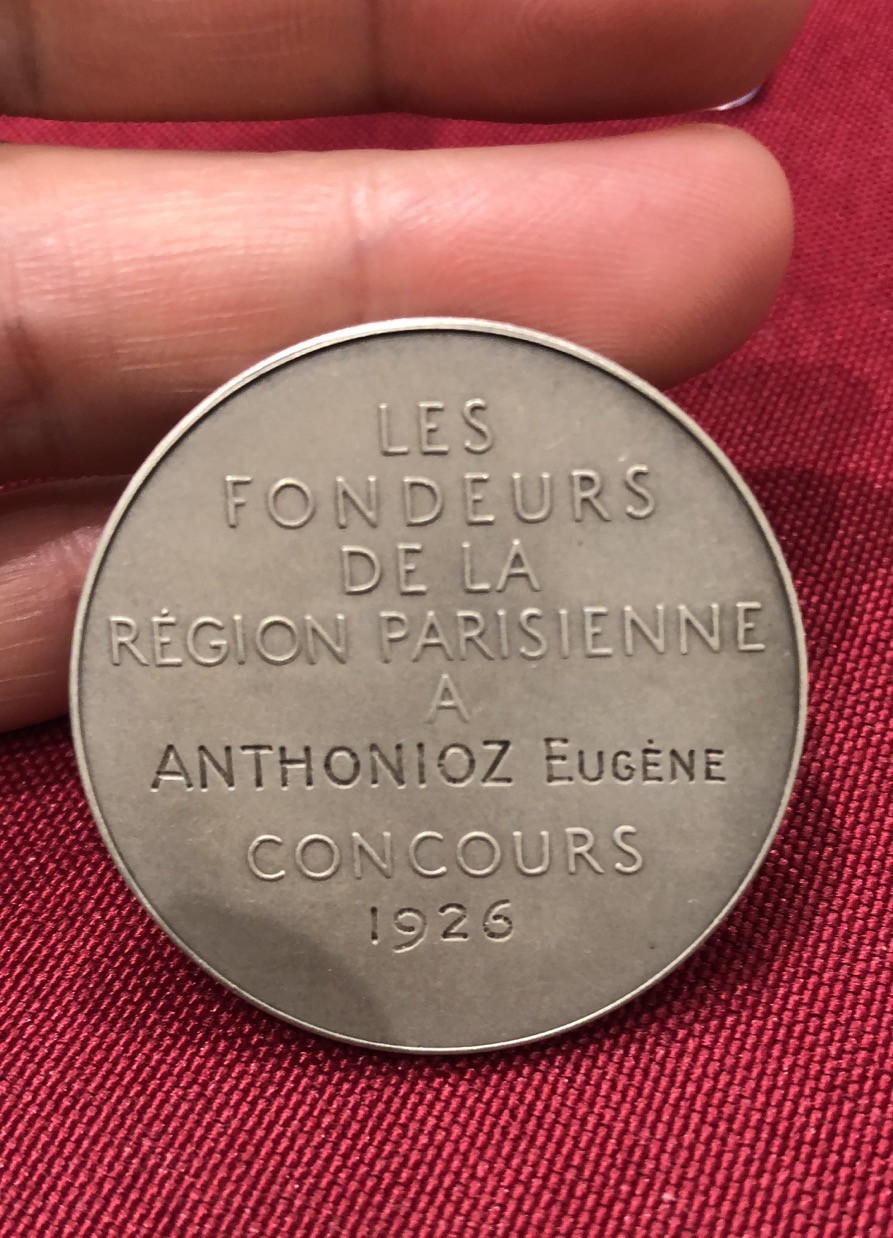 LES
FONDEURS
DE LA
RÉGION PARISIENNE
A
ANTHONIOZ EUGÈNE
CONCOURS
1926